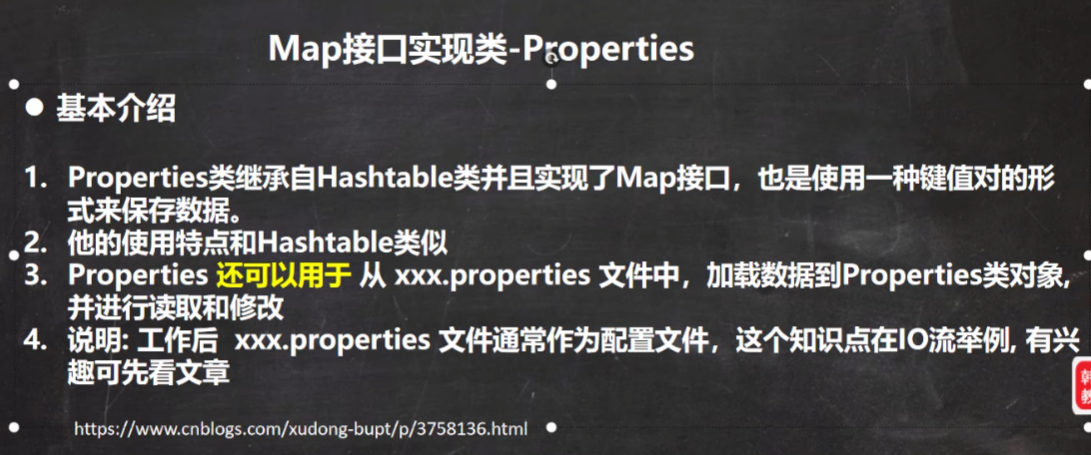 Map接口实现类-Properties
● 基本介绍
1. Properties类继承自Hashtable类并且实现了Map接口，也是使用一种键值对的形
式来保存数据。
2. 他的使用特点和Hashtable类似
3. Properties 还可以用于 从 xxx.properties 文件中，加载数据到Properties类对象,
并进行读取和修改
4. 说明: 工作后 xxx.properties 文件通常作为配置文件，这个知识点在IO流举例, 有兴
趣可先看文章
韩
教
https://www.cnblogs.com/xudong-bupt/p/3758136.html